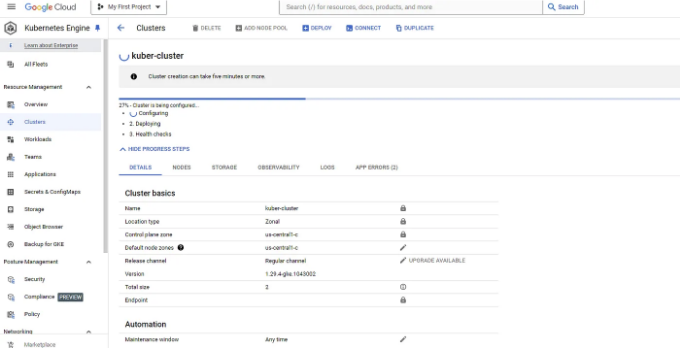 Google Cloud
My First Project
Search (/) for resources, docs, products, and more
Search
Kubernetes Engine
Clusters
DELETE
ADD NODE POOL
DEPLOY
CONNECT
DUPLICATE
Learn about Enterprise
All Fleets
Resource Management
Overview
Clusters
Workloads
Teams
Applications
Secrets & ConfigMaps
Storage
Object Browser
Backup for GKE
Posture Management
Security
Compliance PREVIEW
Policy
Networking
Marketplace
kuber-cluster
Cluster creation can take five minutes or more.
27% - Cluster is being configured...
Configuring
2. Deploying
3. Health checks
HIDE PROGRESS STEPS
DETAILS
NODES
STORAGE
OBSERVABILITY
LOGS
APP ERRORS (2)
Cluster basics
Name kuber-cluster
Location type Zonal
Control plane zone us-central1-c
Default node zones us-central1-c
Release channel Regular channel UPGRADE AVAILABLE
Version 1.29.4-gke.1043002
Total size 2
Endpoint
Automation
Maintenance window Any time